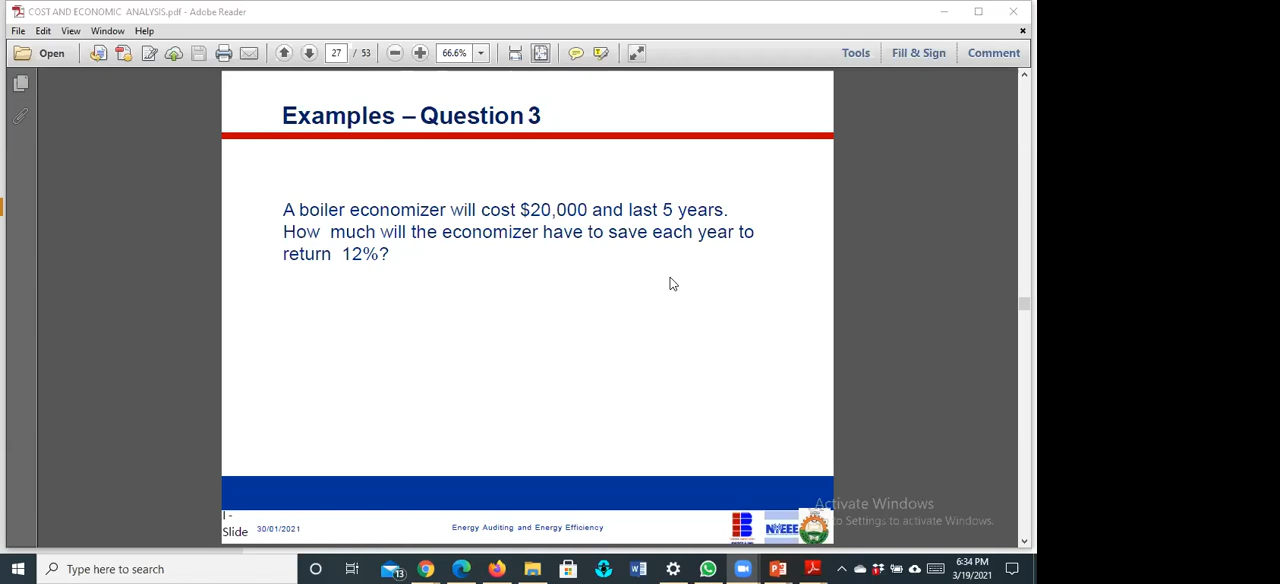 COST AND ECONOMIC ANALYSIS.pdf - Adobe Reader
File Edit View Window Help
Open 27 / 53 66.6% Tools Fill & Sign Comment
Examples – Question 3
A boiler economizer will cost $20,000 and last 5 years.
How much will the economizer have to save each year to
return 12%?
I -
Slide 30/01/2021 Energy Auditing and Energy Efficiency
Activate Windows
to Settings to activate Windows.
Type here to search 13 6:34 PM
3/19/2021